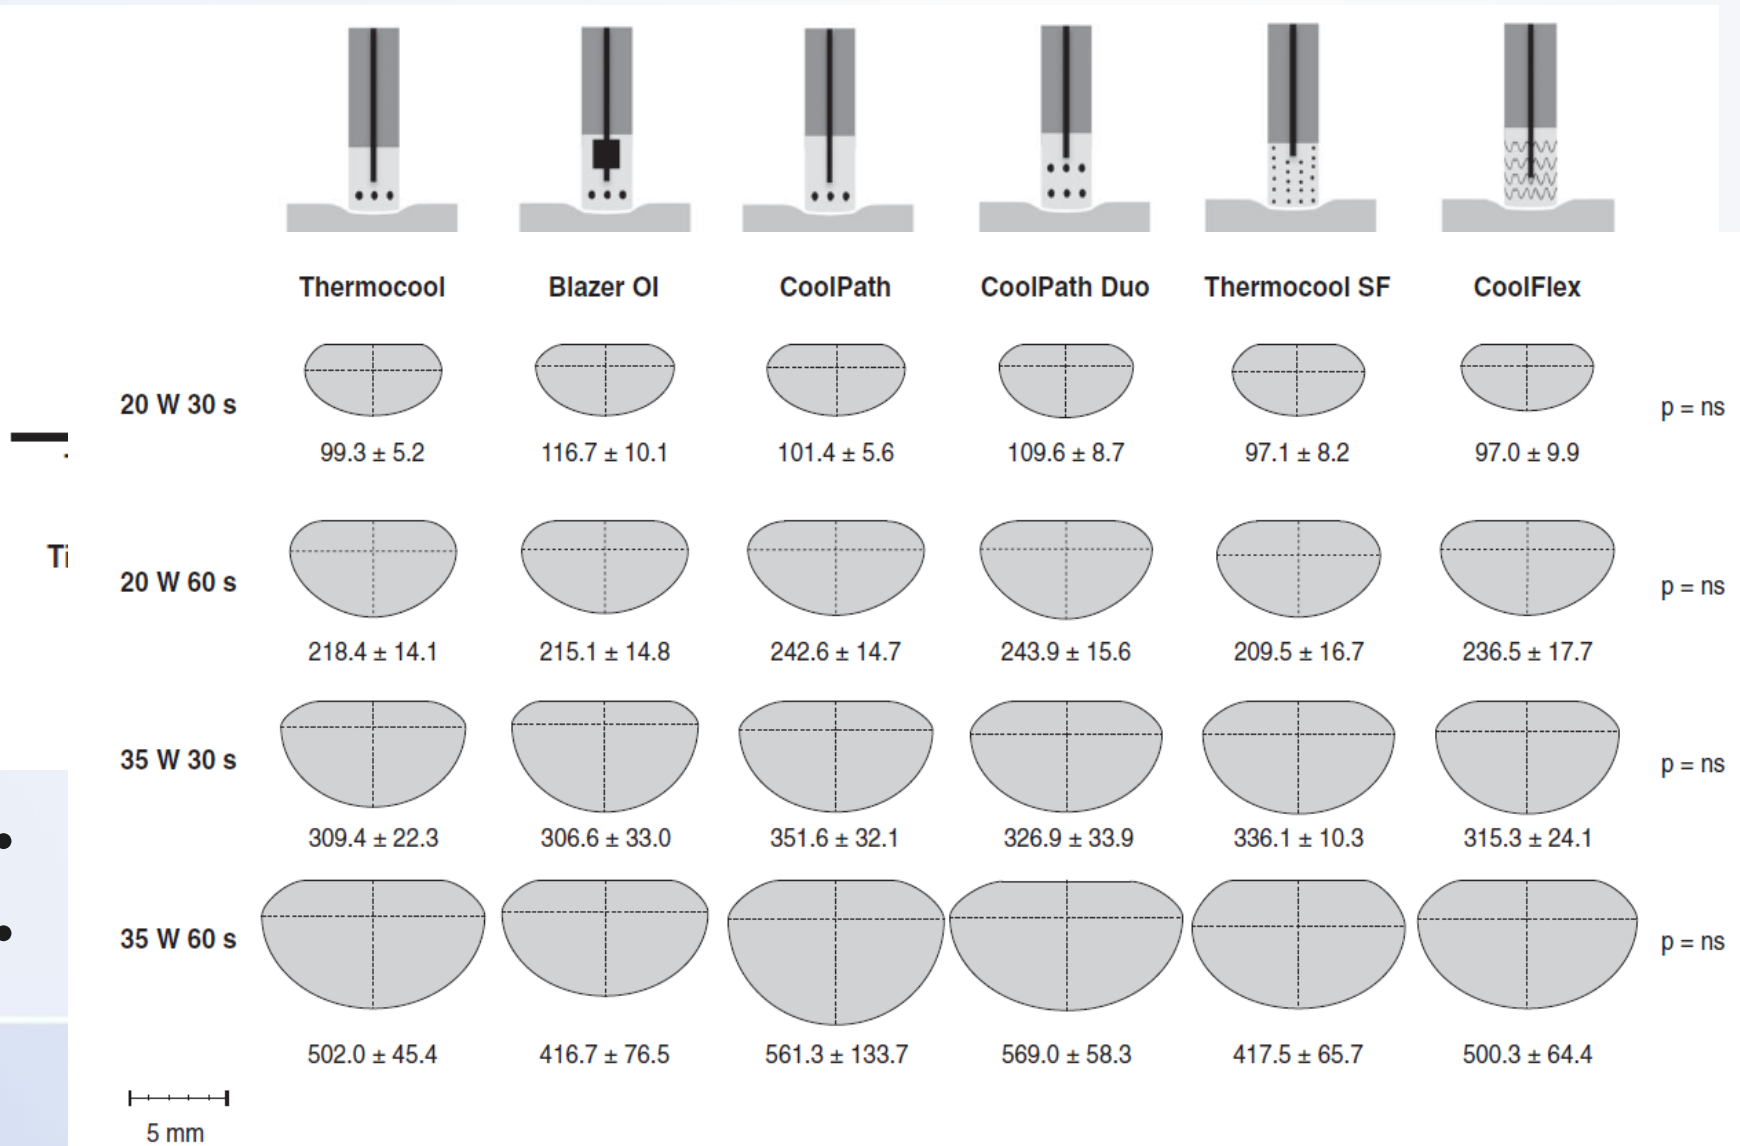 Thermocool Blazer OI CoolPath CoolPath Duo Thermocool SF CoolFlex
20 W 30 s p = ns
99.3 ± 5.2 116.7 ± 10.1 101.4 ± 5.6 109.6 ± 8.7 97.1 ± 8.2 97.0 ± 9.9
Ti
20 W 60 s p = ns
218.4 ± 14.1 215.1 ± 14.8 242.6 ± 14.7 243.9 ± 15.6 209.5 ± 16.7 236.5 ± 17.7
35 W 30 s p = ns
309.4 ± 22.3 306.6 ± 33.0 351.6 ± 32.1 326.9 ± 33.9 336.1 ± 10.3 315.3 ± 24.1
35 W 60 s p = ns
502.0 ± 45.4 416.7 ± 76.5 561.3 ± 133.7 569.0 ± 58.3 417.5 ± 65.7 500.3 ± 64.4
5 mm